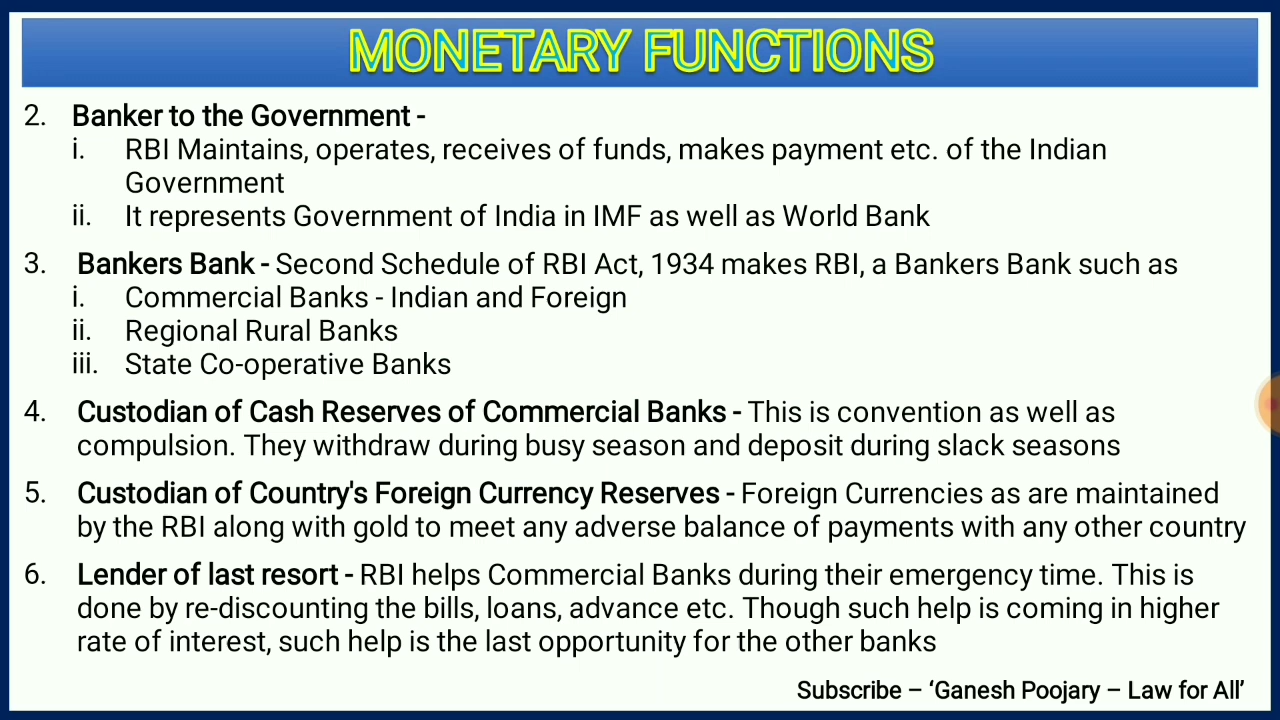 MONETARY FUNCTIONS
2. Banker to the Government -
i. RBI Maintains, operates, receives of funds, makes payment etc. of the Indian
Government
ii. It represents Government of India in IMF as well as World Bank
3. Bankers Bank - Second Schedule of RBI Act, 1934 makes RBI, a Bankers Bank such as
i. Commercial Banks - Indian and Foreign
ii. Regional Rural Banks
iii. State Co-operative Banks
4. Custodian of Cash Reserves of Commercial Banks - This is convention as well as
compulsion. They withdraw during busy season and deposit during slack seasons
5. Custodian of Country's Foreign Currency Reserves - Foreign Currencies as are maintained
by the RBI along with gold to meet any adverse balance of payments with any other country
6. Lender of last resort - RBI helps Commercial Banks during their emergency time. This is
done by re-discounting the bills, loans, advance etc. Though such help is coming in higher
rate of interest, such help is the last opportunity for the other banks
Subscribe – ‘Ganesh Poojary – Law for All’